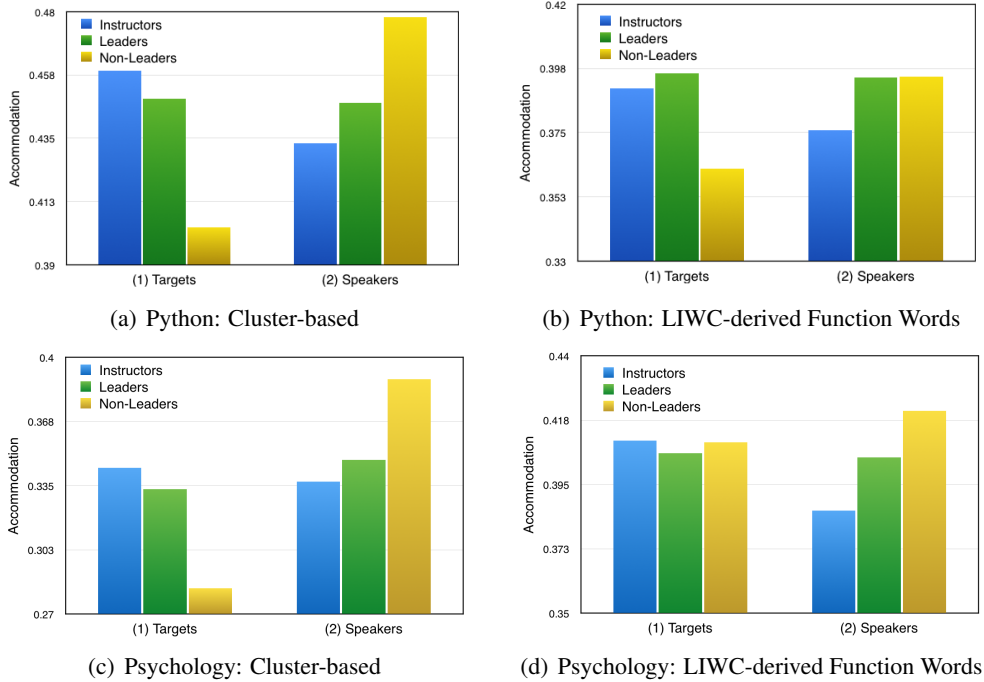 0.48
0.458
0.435
0.413
0.39
Accommodation
Instructors
Leaders
Non-Leaders
(1) Targets
(2) Speakers
(a) Python: Cluster-based
0.42
0.398
0.375
0.353
0.33
Accommodation
Instructors
Leaders
Non-Leaders
(1) Targets
(2) Speakers
(b) Python: LIWC-derived Function Words
0.4
0.368
0.335
0.303
0.27
Accommodation
Instructors
Leaders
Non-Leaders
(1) Targets
(2) Speakers
(c) Psychology: Cluster-based
0.44
0.418
0.395
0.373
0.35
Accommodation
Instructors
Leaders
Non-Leaders
(1) Targets
(2) Speakers
(d) Psychology: LIWC-derived Function Words